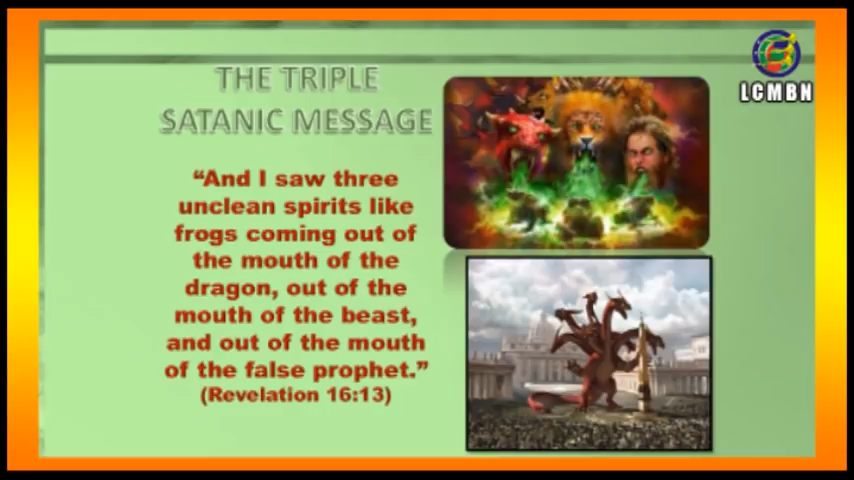 THE TRIPLE
SATANIC MESSAGE
“And I saw three
unclean spirits like
frogs coming out of
the mouth of the
dragon, out of the
mouth of the beast,
and out of the mouth
of the false prophet.”
(Revelation 16:13)
LCMBN